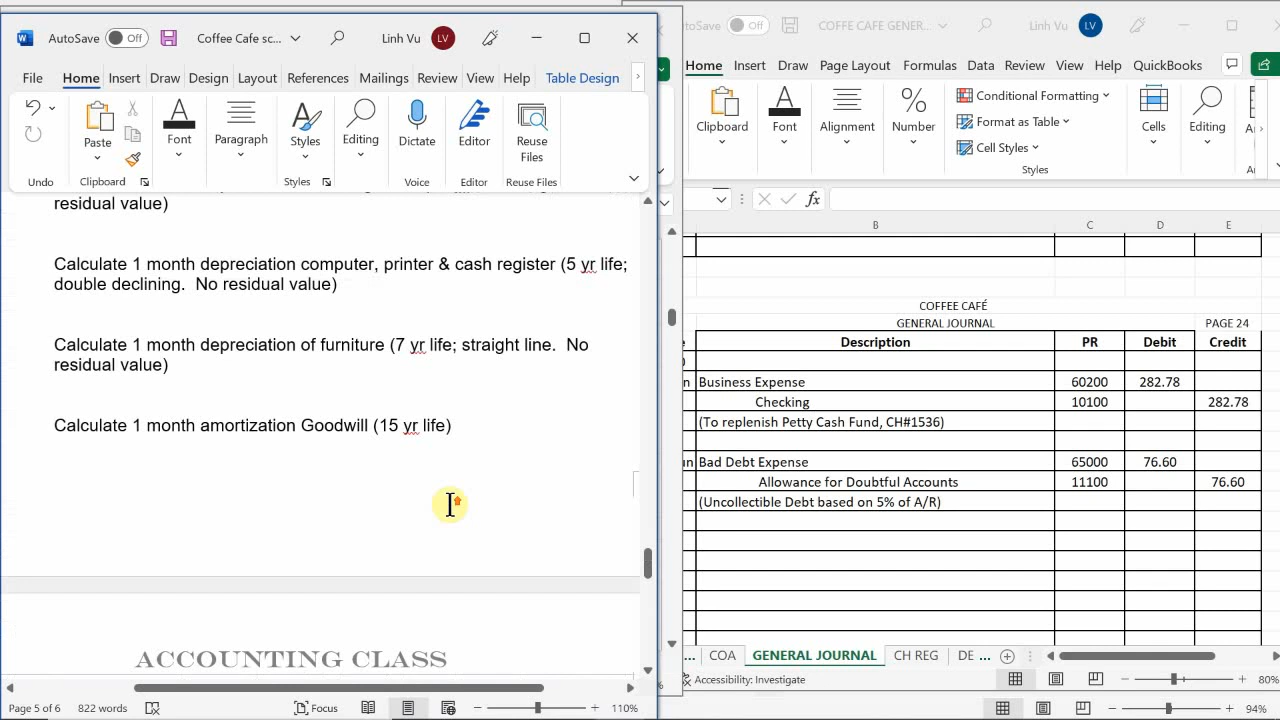 AutoSave Off Coffee Cafe sc... Linh Vu LV
File Home Insert Draw Design Layout References Mailings Review View Help Table Design
Undo
Paste
Clipboard
Font
Paragraph
Styles
Styles
Editing
Dictate
Voice
Editor
Editor
Reuse
Files
Reuse Files
residual value)
Calculate 1 month depreciation computer, printer & cash register (5 yr life;
double declining. No residual value)
Calculate 1 month depreciation of furniture (7 yr life; straight line. No
residual value)
Calculate 1 month amortization Goodwill (15 yr life)
ACCOUNTING CLASS
Page 5 of 6 822 words Focus 110%
toSave Off COFFE CAFE GENER... Linh Vu LV
Home Insert Draw Page Layout Formulas Data Review View Help QuickBooks
Clipboard
Font
Alignment
Number
Conditional Formatting
Format as Table
Cell Styles
Styles
Cells
Editing
fx
B C D E
COFFEE CAFÉ
GENERAL JOURNAL PAGE 24
Description PR Debit Credit
Business Expense 60200 282.78
Checking 10100 282.78
(To replenish Petty Cash Fund, CH#1536)
Bad Debt Expense 65000 76.60
Allowance for Doubtful Accounts 11100 76.60
(Uncollectible Debt based on 5% of A/R)
... COA GENERAL JOURNAL CH REG DE ...
Accessibility: Investigate 80%
94%